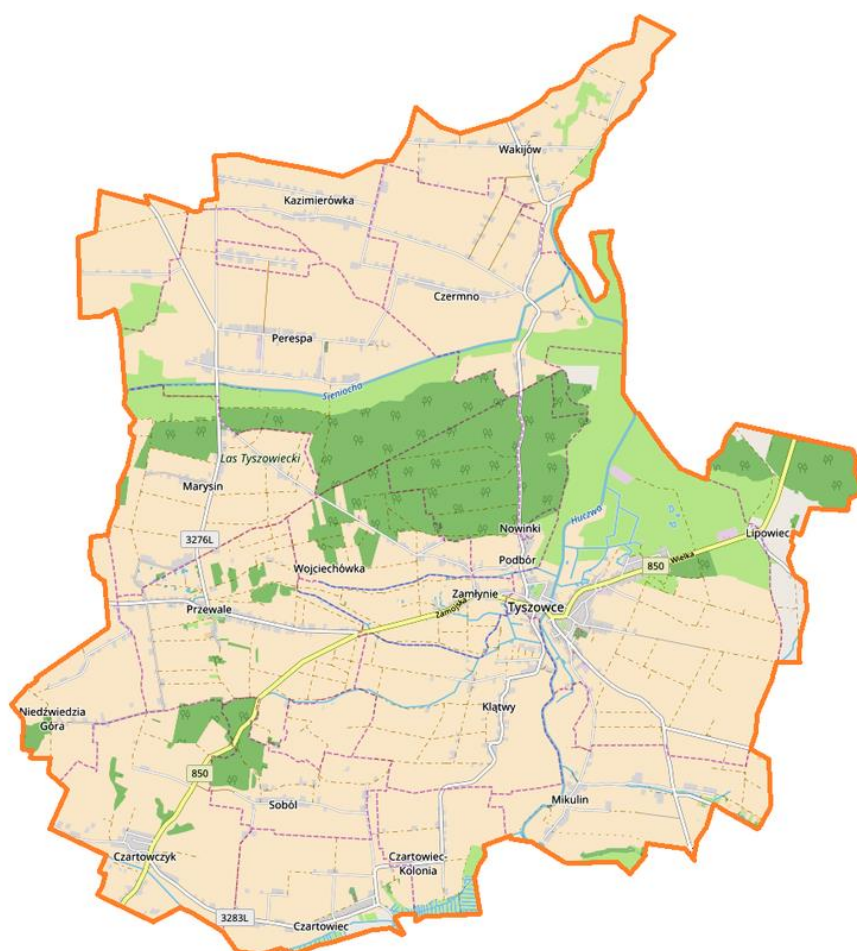 Wakijów
Kazimierówka
Czermno
Perespa
Sieniocha
Las Tyszowiecki
Marysin
Huczwa
3276L
Nowinki
Lipowiec
Podbór
Wielka
850
Wojciechówka
Zamłynie
Przewale
Zamojska
Tyszowce
Klątwy
Niedźwiedzia
Góra
850
Soból
Mikulin
Czartowczyk
Czartowiec-
Kolonia
3283L
Czartowiec